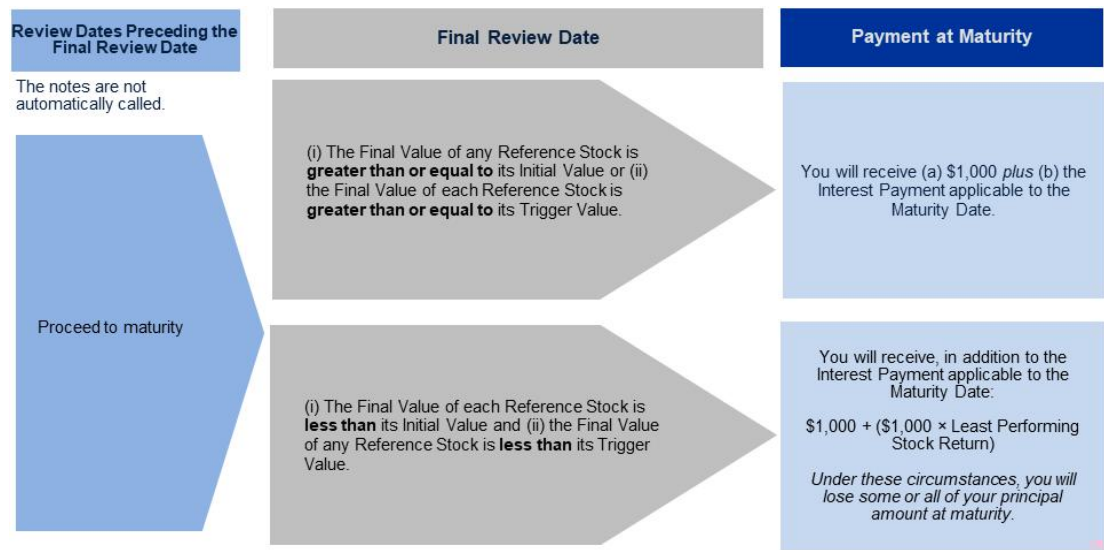 Review Dates Preceding the
Final Review Date
Final Review Date
Payment at Maturity
The notes are not
automatically called.
Proceed to maturity
(i) The Final Value of any Reference Stock is
greater than or equal to its Initial Value or (ii)
the Final Value of each Reference Stock is
greater than or equal to its Trigger Value.
You will receive (a) $1,000 plus (b) the
Interest Payment applicable to the
Maturity Date.
(i) The Final Value of each Reference Stock is
less than its Initial Value and (ii) the Final Value
of any Reference Stock is less than its Trigger
Value.
You will receive, in addition to the
Interest Payment applicable to the
Maturity Date:
$1,000 + ($1,000 × Least Performing
Stock Return)
Under these circumstances, you will
lose some or all of your principal
amount at maturity.